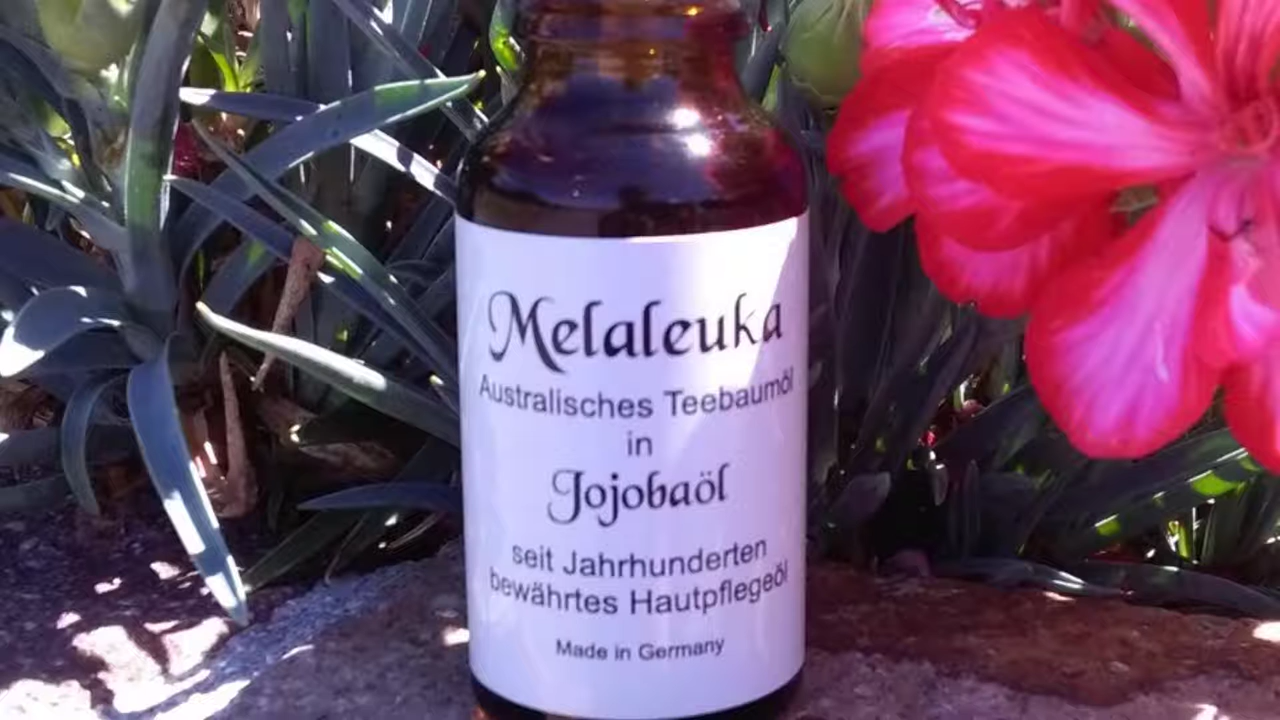 Melaleuka
Australisches Teebaumöl
in
Jojobaöl
seit Jahrhunderten
bewährtes Hautpflegeöl
Made in Germany